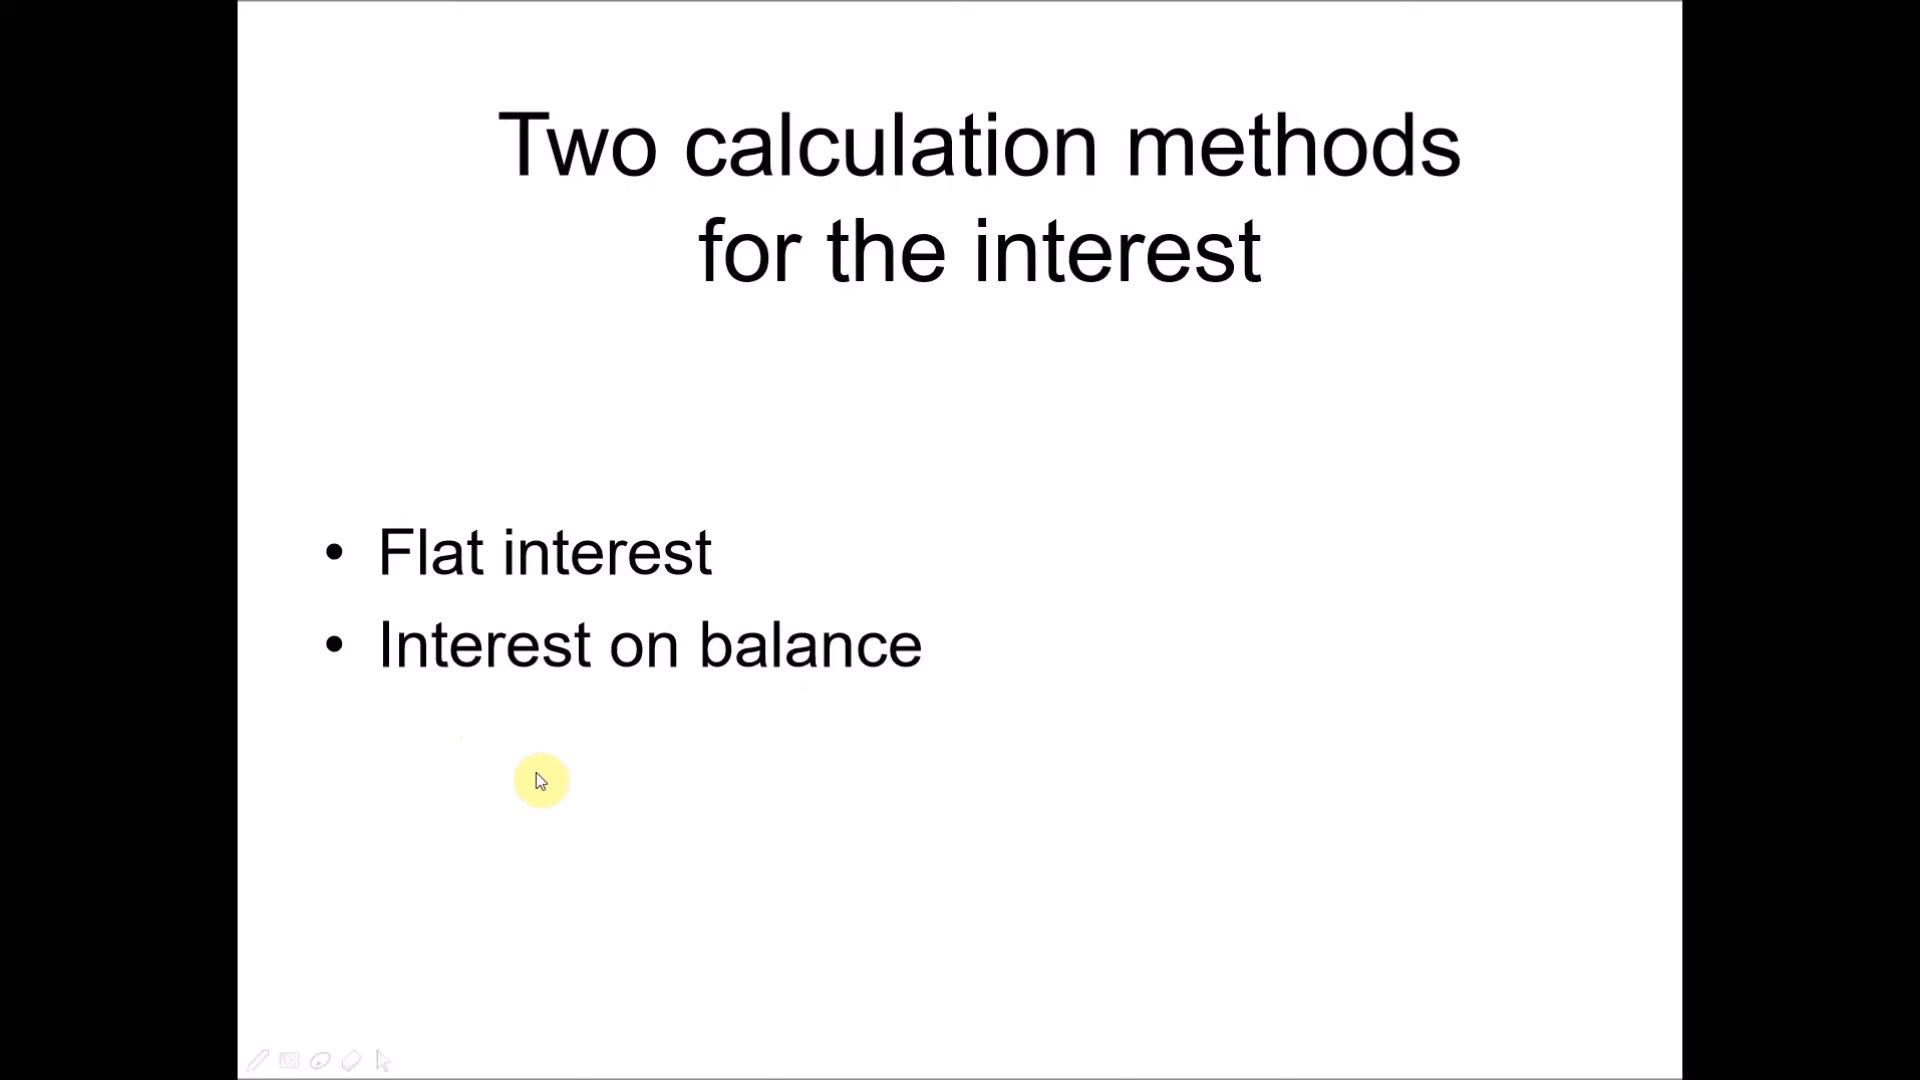 Two calculation methods
for the interest
• Flat interest
• Interest on balance